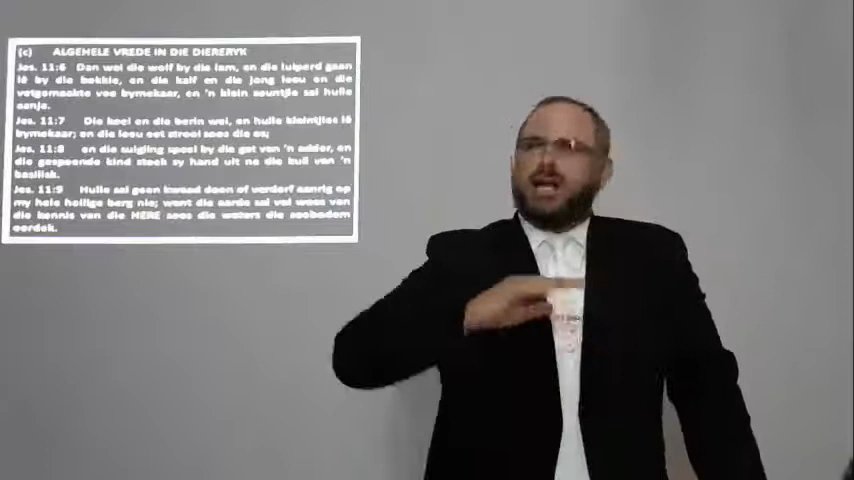 (c) ALGEHELE VREDE IN DIE DIERERYK
Jes. 11:6 Dan wei die wolf by die lam, en die luiperd gaan
lê by die bokkie, en die kalf en die jong leeu en die
vetgemaakte vee bymekaar, en 'n klein seuntjie sal hulle
aanja.
Jes. 11:7 Die koei en die berin wei, en hulle kleintjies lê
bymekaar; en die leeu eet strooi soos die os;
Jes. 11:8 en die suigling speel by die gat van 'n adder, en
die gespeende kind steek sy hand uit na die kuil van 'n
basilisk.
Jes. 11:9 Hulle sal geen kwaad doen of verderf aanrig op
my hele heilige berg nie; want die aarde sal vol wees van
die kennis van die HERE soos die waters die seebodem
oordek.